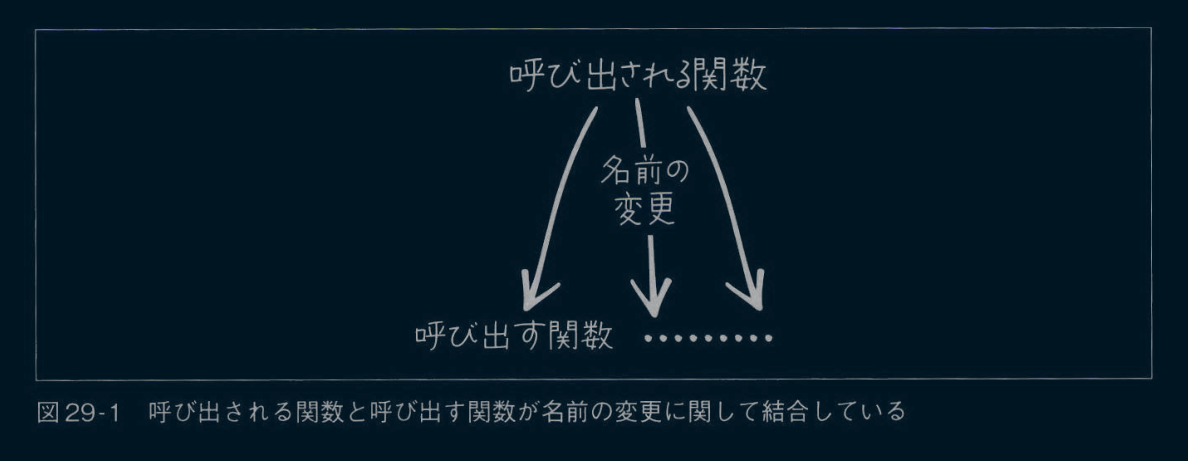 呼び出される関数
名前の
変更
呼び出す関数 ・・・・・・・・・
図29-1 呼び出される関数と呼び出す関数が名前の変更に関して結合している